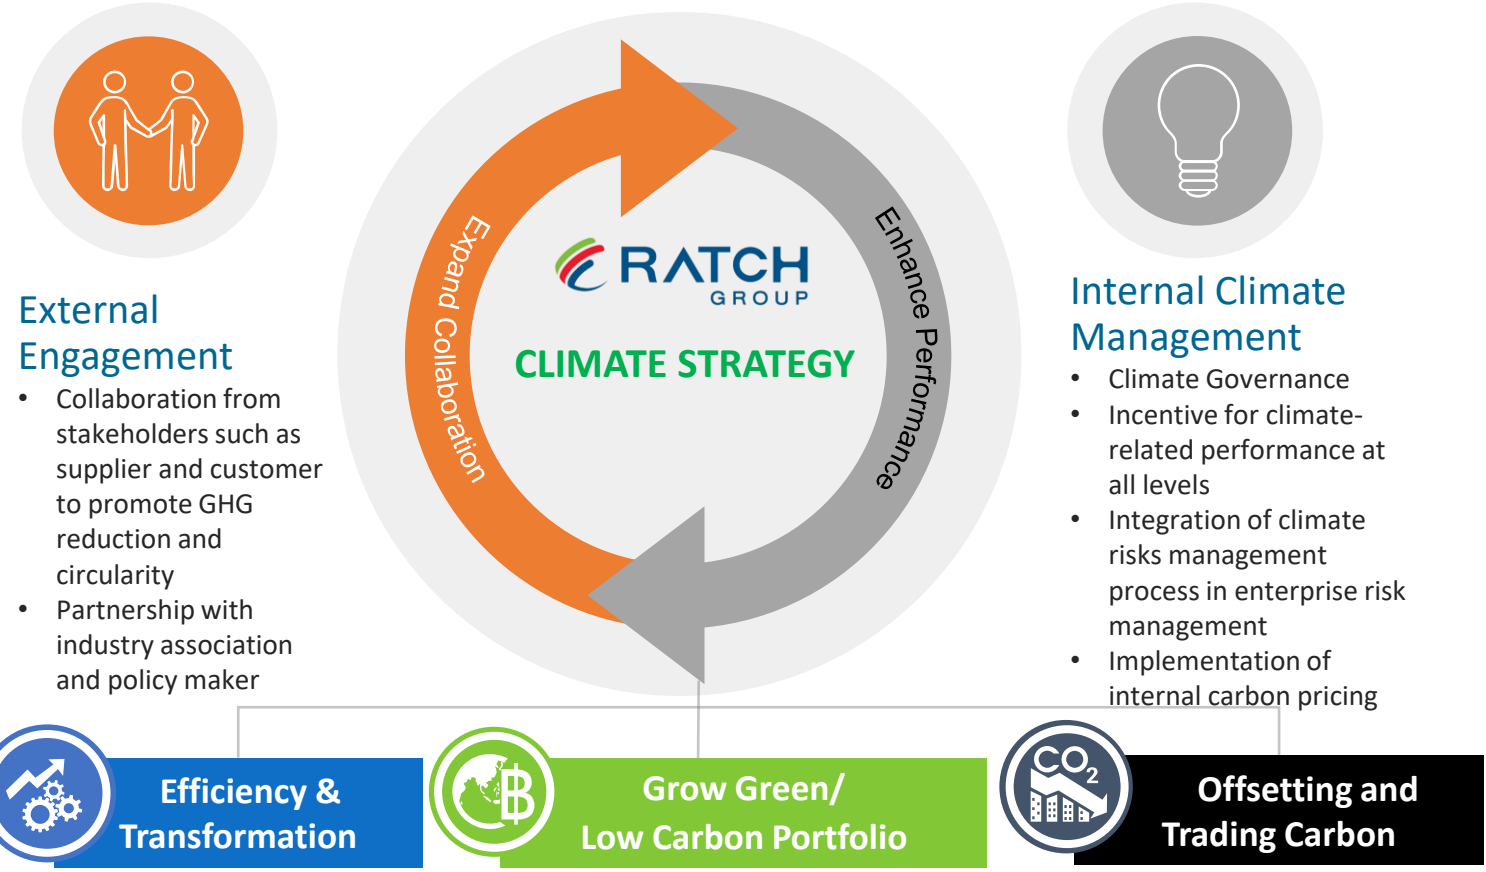 External
Engagement
• Collaboration from
stakeholders such as
supplier and customer
to promote GHG
reduction and
circularity
• Partnership with
industry association
and policy maker
Expand Collaboration
RATCH
GROUP
CLIMATE STRATEGY
Enhance Performance
Internal Climate
Management
• Climate Governance
• Incentive for climate-
related performance at
all levels
• Integration of climate
risks management
process in enterprise risk
management
• Implementation of
internal carbon pricing
Efficiency &
Transformation
฿
Grow Green/
Low Carbon Portfolio
CO2
Offsetting and
Trading Carbon